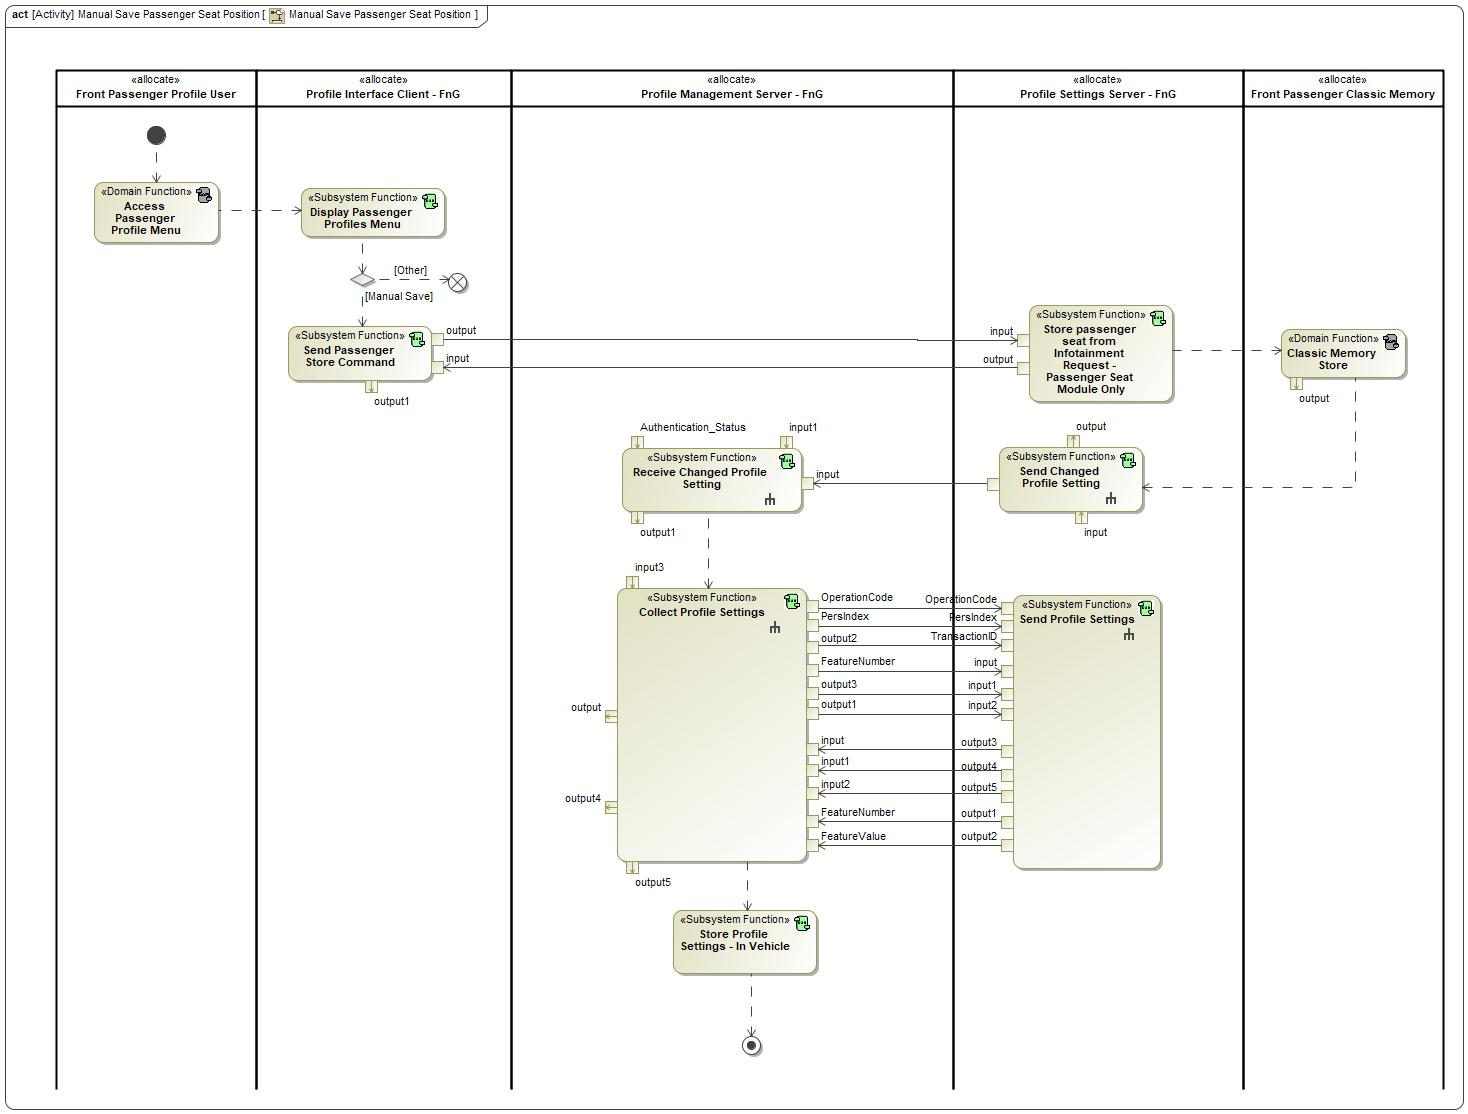 act [Activity] Manual Save Passenger Seat Position [ Manual Save Passenger Seat Position ]
«allocate»
Front Passenger Profile User
«allocate»
Profile Interface Client - FnG
«allocate»
Profile Management Server - FnG
«allocate»
Profile Settings Server - FnG
«allocate»
Front Passenger Classic Memory
«Domain Function»
Access
Passenger
Profile Menu
«Subsystem Function»
Display Passenger
Profiles Menu
[Other]
[Manual Save]
«Subsystem Function»
Send Passenger
Store Command
output
input
output1
input
output
«Subsystem Function»
Store passenger
seat from
Infotainment
Request -
Passenger Seat
Module Only
«Domain Function»
Classic Memory
Store
output
Authentication_Status
input1
«Subsystem Function»
Receive Changed Profile
Setting
input
output1
output
«Subsystem Function»
Send Changed
Profile Setting
input
input3
«Subsystem Function»
Collect Profile Settings
OperationCode
PersIndex
output2
FeatureNumber
output3
output1
input
input1
input2
FeatureNumber
FeatureValue
output
output4
output5
OperationCode
PersIndex
TransactionID
input
input1
input2
output3
output4
output5
output1
output2
«Subsystem Function»
Send Profile Settings
«Subsystem Function»
Store Profile
Settings - In Vehicle